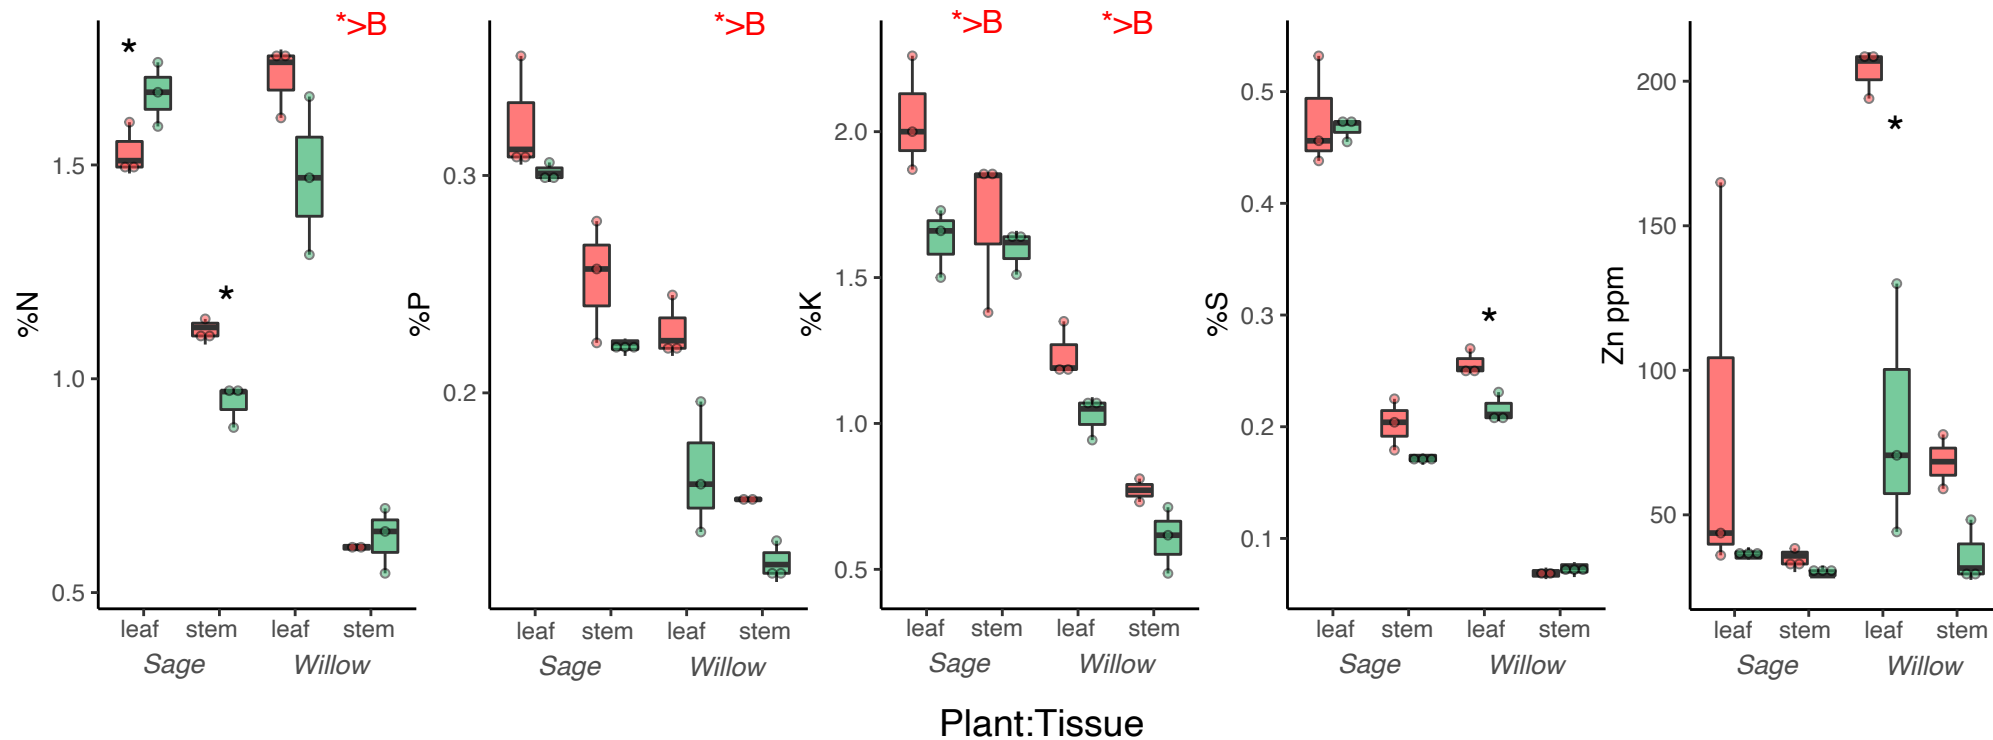 *>B *>B *>B *>B
* * * *
%N %P %K %S Zn ppm
1.5 1.0 0.5
0.3 0.2
2.0 1.5 1.0 0.5
0.5 0.4 0.3 0.2 0.1
200 150 100 50
leaf stem leaf stem leaf stem leaf stem leaf stem leaf stem leaf stem leaf stem leaf stem leaf stem
Sage Willow Sage Willow Sage Willow Sage Willow Sage Willow
Plant:Tissue